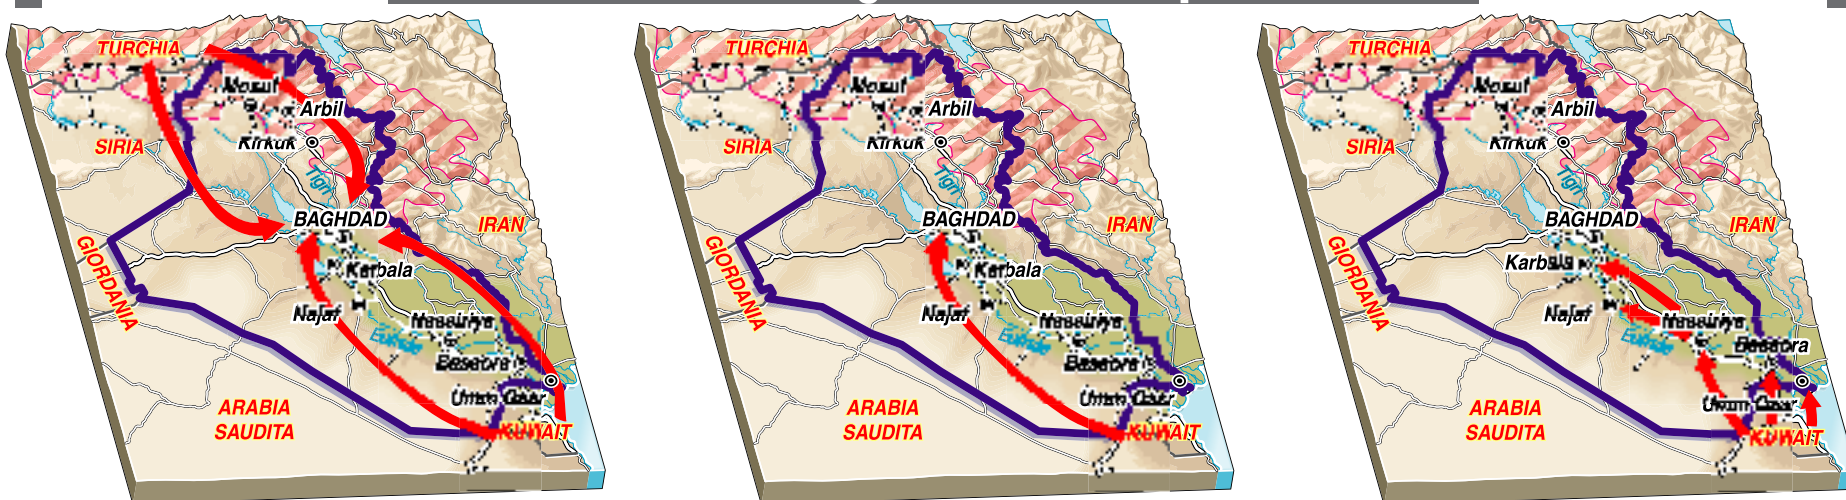 TURCHIA
Mosul
Arbil
SIRIA
Kirkuk
Tigri
BAGHDAD
IRAN
GIORDANIA
Karbala
Najaf
Nassiriya
Eufrate
Bassora
Umm Qasr
ARABIA
SAUDITA
KUWAIT
TURCHIA
Mosul
Arbil
SIRIA
Kirkuk
Tigri
BAGHDAD
IRAN
GIORDANIA
Karbala
Najaf
Nassiriya
Eufrate
Bassora
Umm Qasr
ARABIA
SAUDITA
KUWAIT
TURCHIA
Mosul
Arbil
SIRIA
Kirkuk
Tigri
BAGHDAD
IRAN
GIORDANIA
Karbala
Najaf
Nassiriya
Eufrate
Bassora
Umm Qasr
ARABIA
SAUDITA
KUWAIT